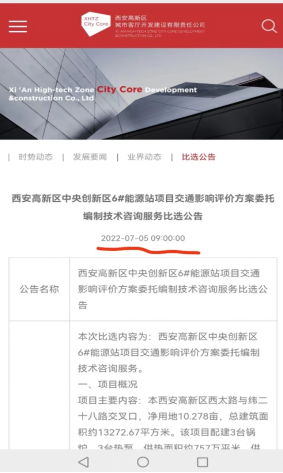 XHTZ
City Core
西安高新区
城市客厅开发建设有限责任公司
XI'AN HIGH-TECH ZONE CITY CORE DEVELOPMENT
&CONSTRUCTION CO., LTD
Xi 'An High-tech Zone City Core Development
&construction Co., Ltd
| 时势动态 | 发展要闻 | 业界动态 | 比选公告
西安高新区中央创新区6#能源站项目交通影响评价方案委托
编制技术咨询服务比选公告
2022-07-05 09:00:00
公告名称
西安高新区中央创新区6#能源站项目交通
影响评价方案委托编制技术咨询服务比选公
告
本次比选内容为：西安高新区中央创新区
6#能源站项目交通影响评价方案委托编制
技术咨询服务。
一、项目概况
项目主要内容：本西安高新区西太路与纬二
十八路交叉口，净用地10.278亩，总建筑面
积约13272.67平方米。该项目配建3台锅
炉、3台热泵，供热面积约757万平米，供